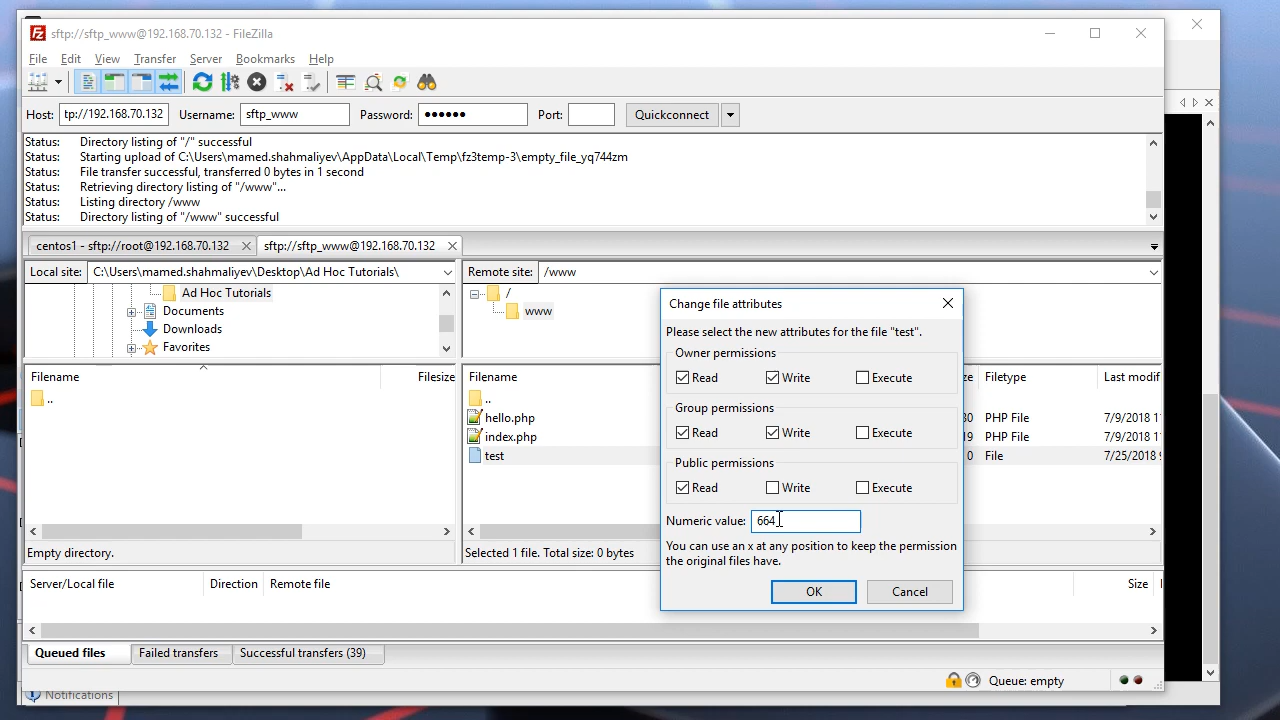 sftp://sftp_www@192.168.70.132 - FileZilla
File Edit View Transfer Server Bookmarks Help
Host: tp://192.168.70.132 Username: sftp_www Password: ●●●●●● Port: Quickconnect
Status: Directory listing of "/" successful
Status: Starting upload of C:\Users\mamed.shahmaliyev\AppData\Local\Temp\fz3temp-3\empty_file_yq744zm
Status: File transfer successful, transferred 0 bytes in 1 second
Status: Retrieving directory listing of "/www"...
Status: Listing directory /www
Status: Directory listing of "/www" successful
centos1 - sftp://root@192.168.70.132 sftp://sftp_www@192.168.70.132
Local site: C:\Users\mamed.shahmaliyev\Desktop\Ad Hoc Tutorials\
Ad Hoc Tutorials
Documents
Downloads
Favorites
Filename Filesize
..
Empty directory.
Remote site: /www
/
www
Filename ze Filetype Last modif
..
hello.php 30 PHP File 7/9/2018 1
index.php 19 PHP File 7/9/2018 1
test 0 File 7/25/2018 9
Selected 1 file. Total size: 0 bytes
Change file attributes
Please select the new attributes for the file "test".
Owner permissions
Read Write Execute
Group permissions
Read Write Execute
Public permissions
Read Write Execute
Numeric value: 664
You can use an x at any position to keep the permission
the original files have.
OK Cancel
Server/Local file Direction Remote file Size
Queued files Failed transfers Successful transfers (39)
Queue: empty
Notifications